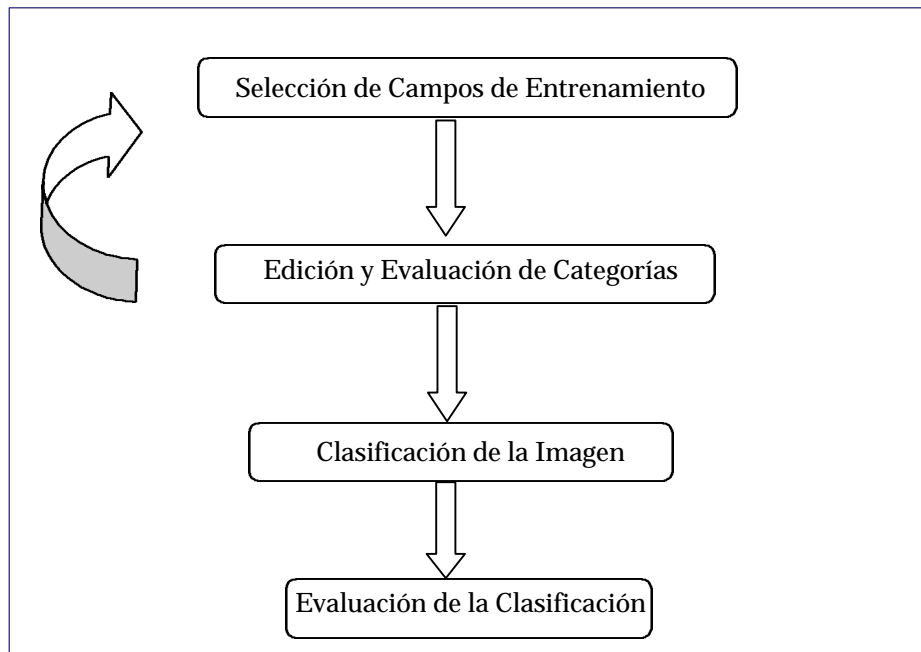 Selección de Campos de Entrenamiento
Edición y Evaluación de Categorías
Clasificación de la Imagen
Evaluación de la Clasificación